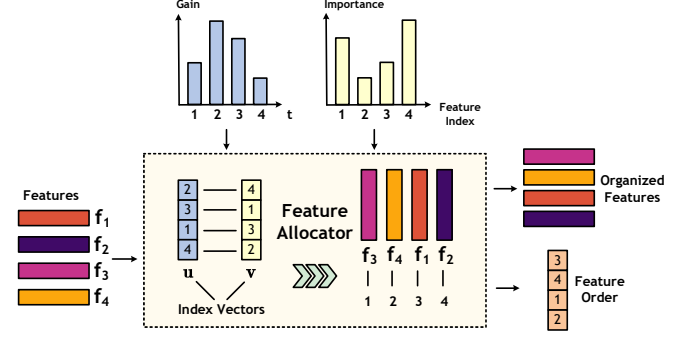 Gain
1 2 3 4 t
Importance
1 2 3 4
Feature
Index
Features
f1
f2
f3
f4
2
3
1
4
u
4
1
3
2
v
Index Vectors
Feature
Allocator
f3 f4 f1 f2
1 2 3 4
Organized
Features
3
4
1
2
Feature
Order